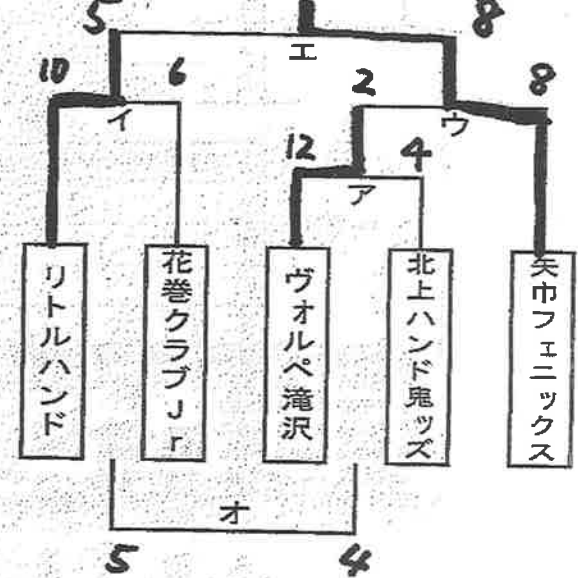 5 8
エ
10 6 2 8
イ ウ
12 4
ア
リトルハンド
花巻クラブJr
ヴォルペ滝沢
北上ハンド鬼ッズ
矢巾フェニックス
オ
5 4